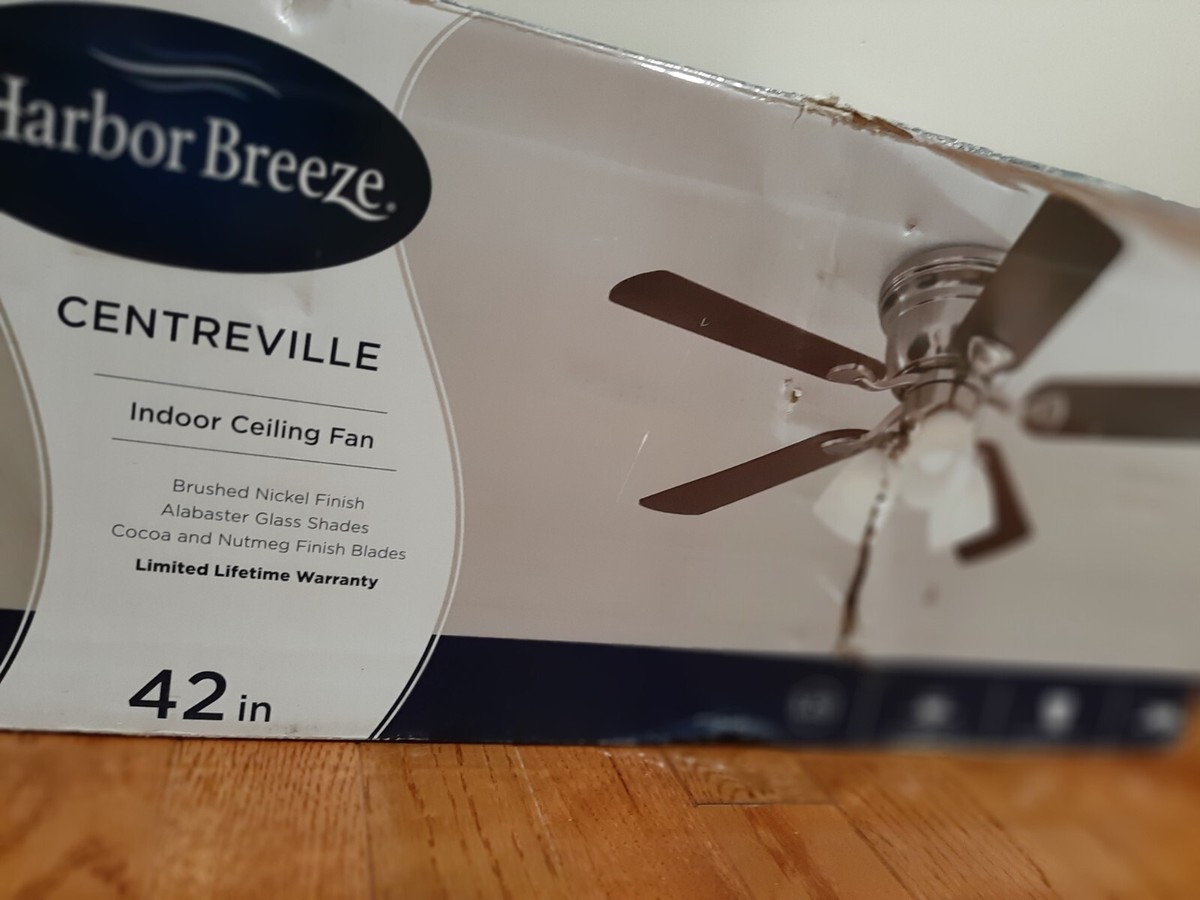 Harbor Breeze®
CENTREVILLE
Indoor Ceiling Fan
Brushed Nickel Finish
Alabaster Glass Shades
Cocoa and Nutmeg Finish Blades
Limited Lifetime Warranty
42 in